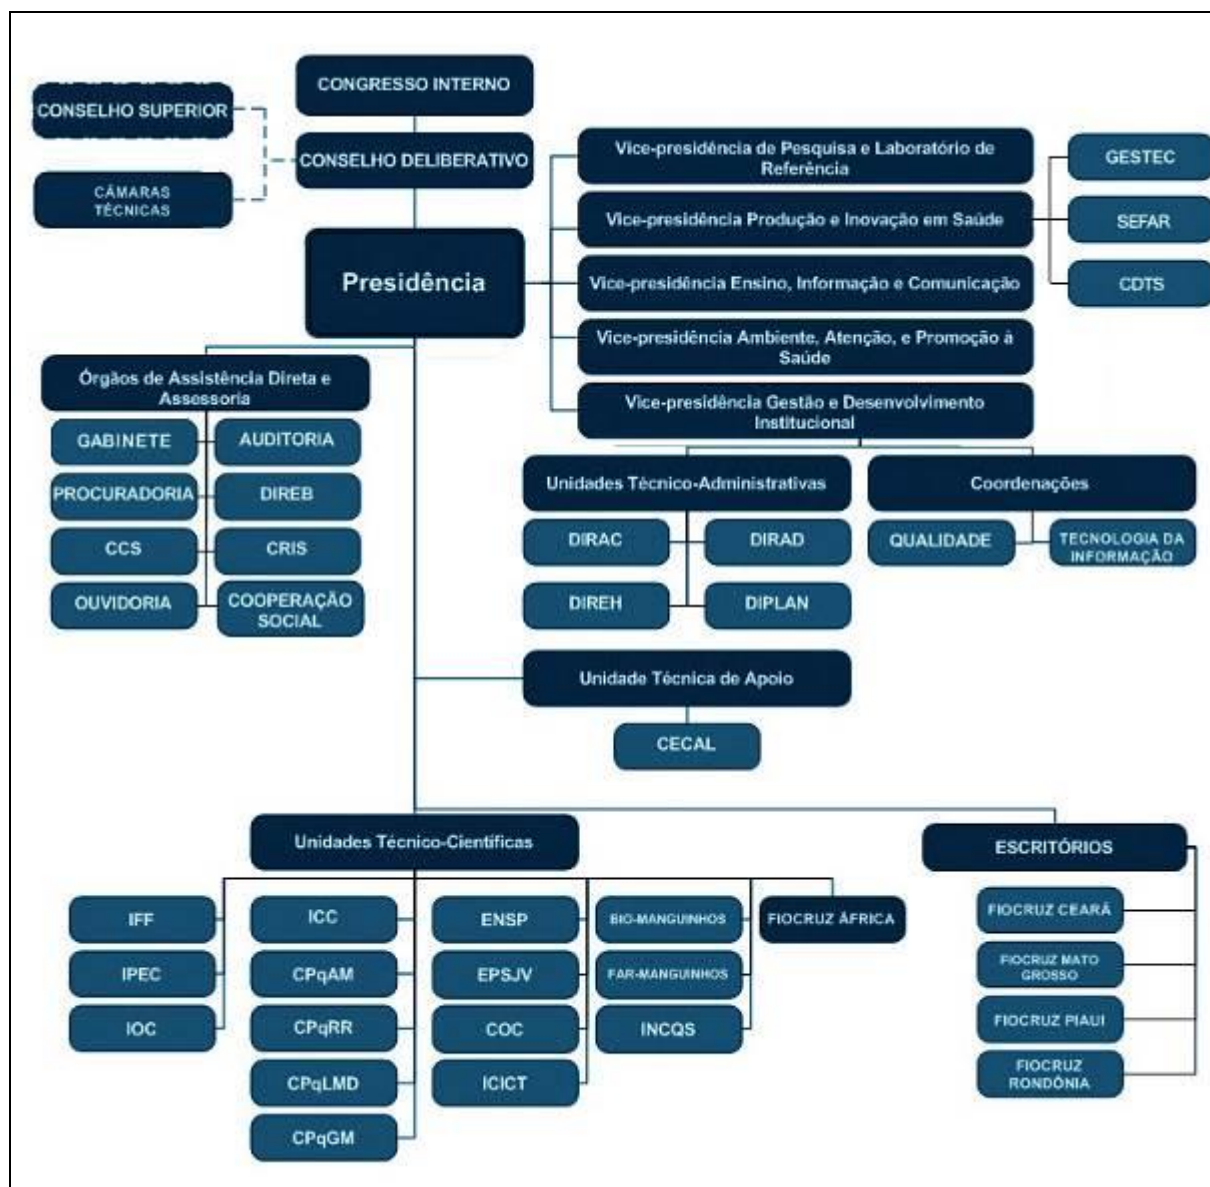 CONGRESSO INTERNO
CONSELHO SUPERIOR
CONSELHO DELIBERATIVO
CÂMARAS
TÉCNICAS
Presidência
Vice-presidência de Pesquisa e Laboratório de
Referência
Vice-presidência Produção e Inovação em Saúde
Vice-presidência Ensino, Informação e Comunicação
Vice-presidência Ambiente, Atenção, e Promoção à
Saúde
Vice-presidência Gestão e Desenvolvimento
Institucional
GESTEC
SEFAR
CDTS
Órgãos de Assistência Direta e
Assessoria
GABINETE
AUDITORIA
PROCURADORIA
DIREB
CCS
CRIS
OUVIDORIA
COOPERAÇÃO
SOCIAL
Unidades Técnico-Administrativas
DIRAC
DIRAD
DIREH
DIPLAN
Coordenações
QUALIDADE
TECNOLOGIA DA
INFORMAÇÃO
Unidade Técnica de Apoio
CECAL
Unidades Técnico-Científicas
IFF
IPEC
IOC
ICC
CPqAM
CPqRR
CPqLMD
CPqGM
ENSP
EPSJV
COC
ICICT
BIO-MANGUINHOS
FAR-MANGUINHOS
INCQS
FIOCRUZ ÁFRICA
ESCRITÓRIOS
FIOCRUZ CEARÁ
FIOCRUZ MATO
GROSSO
FIOCRUZ PIAUI
FIOCRUZ
RONDÔNIA